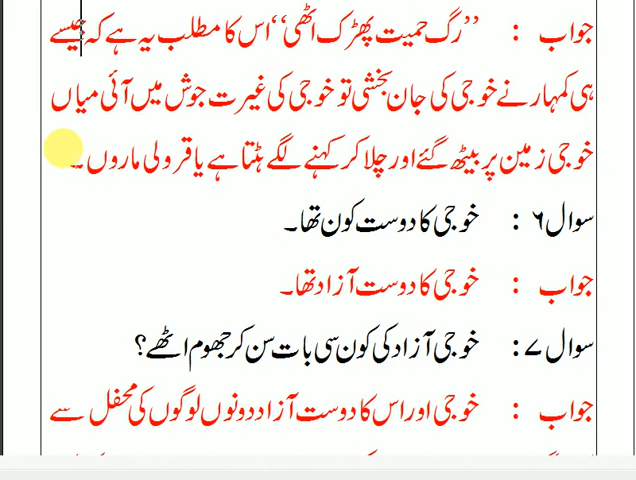 جواب : ’’رگ حمیت پھڑک اٹھی‘‘اس کا مطلب یہ ہے کہ جیسے
ہی کمہار نے خوجی کی جان بخشی تو خوجی کی غیرت جوش میں آئی میاں
خوجی زمین پر بیٹھ گئے اور چلا کر کہنے لگے ہٹتا ہے یا قرولی ماروں۔
سوال ۶ : خوجی کا دوست کون تھا۔
جواب : خوجی کا دوست آزاد تھا۔
سوال ۷ : خوجی آزاد کی کون سی بات سن کر جھوم اٹھے؟
جواب : خوجی اور اس کا دوست آزاد دونوں لوگوں کی محفل سے